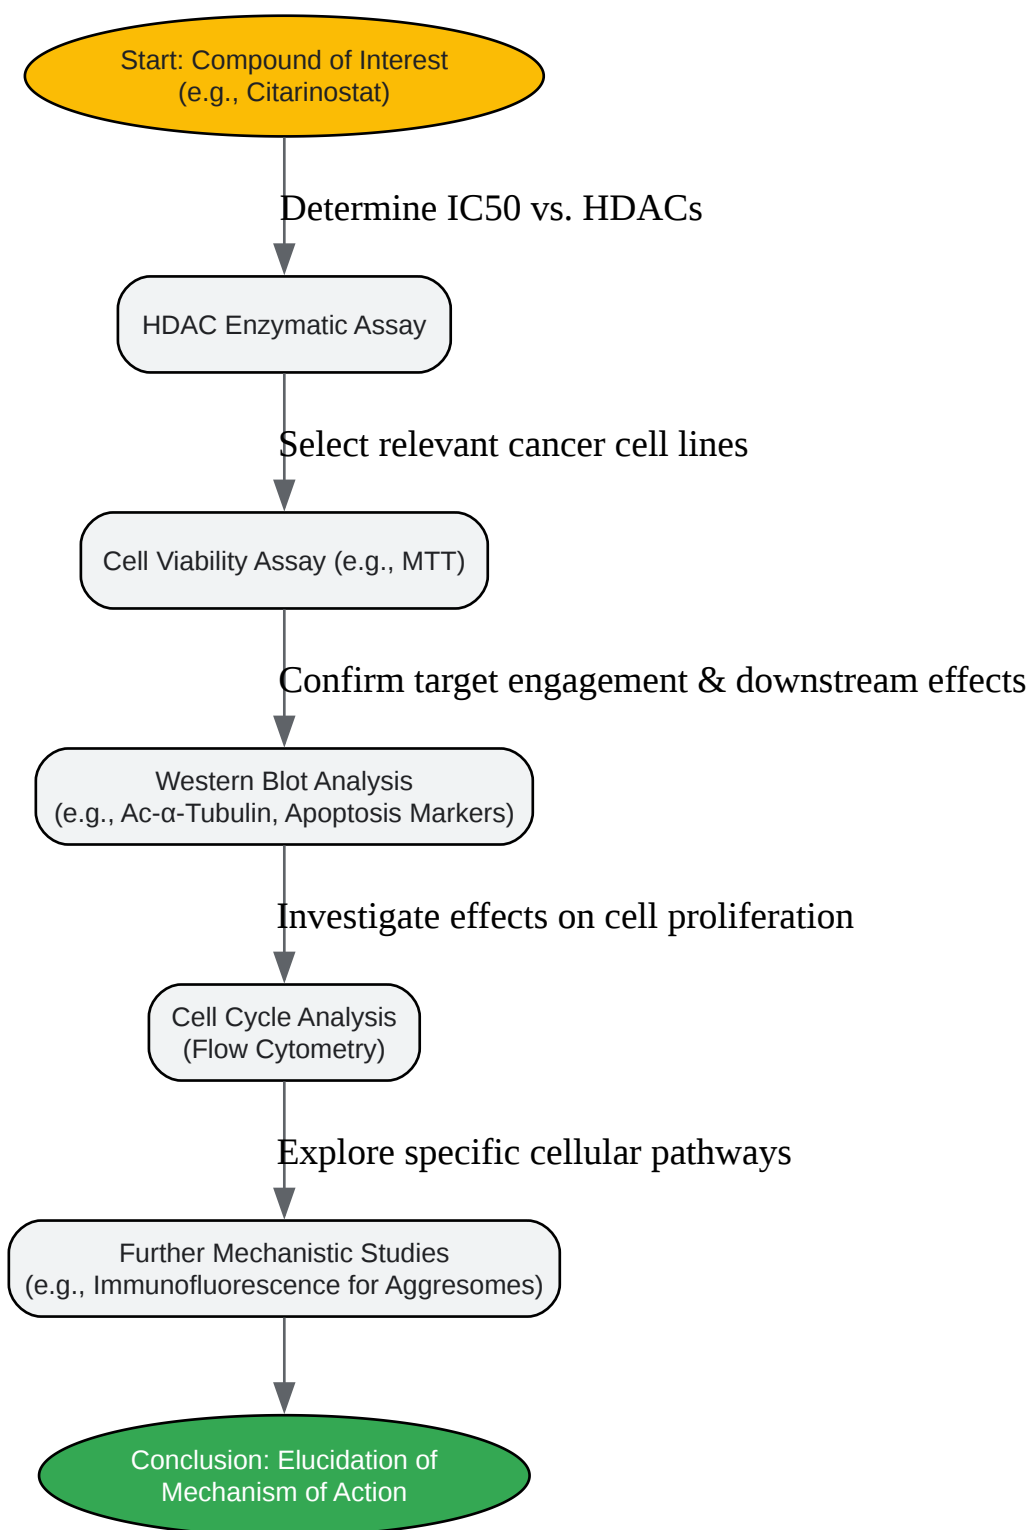 Start: Compound of Interest
(e.g., Citarinostat)
Determine IC50 vs. HDACs
HDAC Enzymatic Assay
Select relevant cancer cell lines
Cell Viability Assay (e.g., MTT)
Confirm target engagement & downstream effects
Western Blot Analysis
(e.g., Ac-α-Tubulin, Apoptosis Markers)
Investigate effects on cell proliferation
Cell Cycle Analysis
(Flow Cytometry)
Explore specific cellular pathways
Further Mechanistic Studies
(e.g., Immunofluorescence for Aggresomes)
Conclusion: Elucidation of
Mechanism of Action